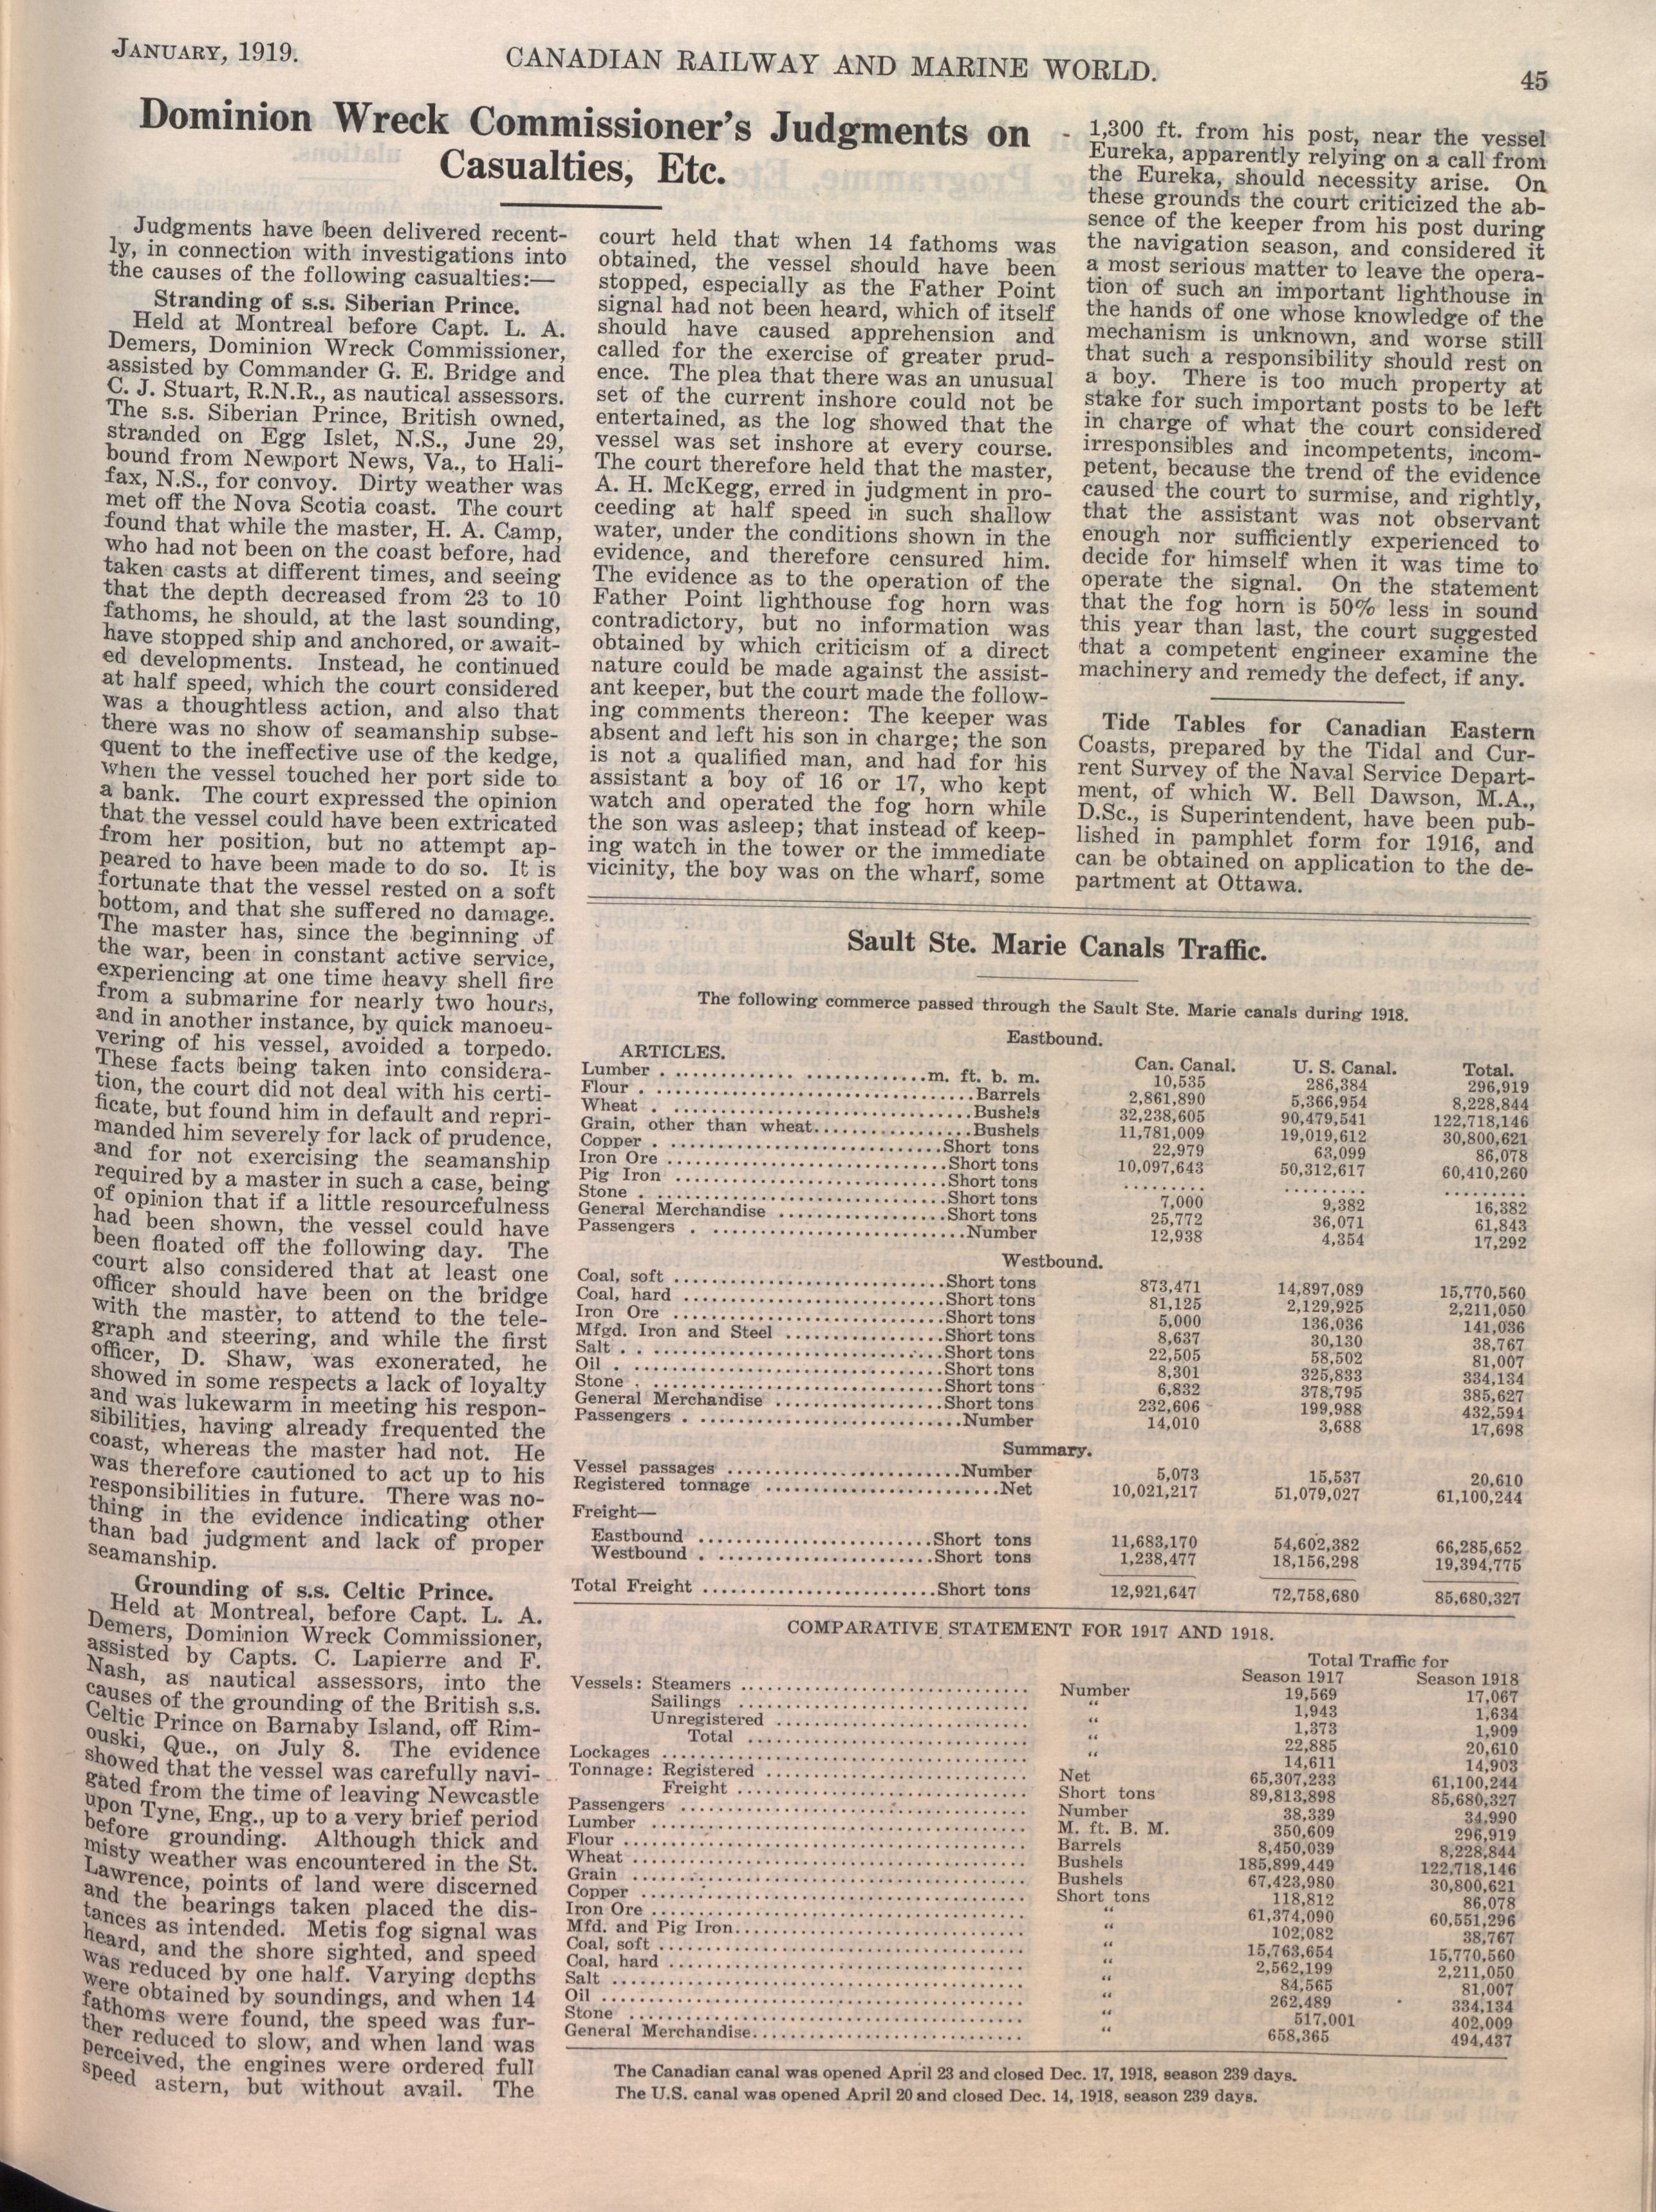 JANUARY, 1919.
CANADIAN RAILWAY AND MARINE WORLD.
45
Dominion Wreck Commissioner's Judgments on
Casualties, Etc.
Judgments have been delivered recent-
ly, in connection with investigations into
the causes of the following casualties:—
Stranding of s.s. Siberian Prince.
Held at Montreal before Capt. L. A.
Demers, Dominion Wreck Commissioner,
assisted by Commander G. E. Bridge and
C. J. Stuart, R.N.R., as nautical assessors.
The s.s. Siberian Prince, British owned,
stranded on Egg Islet, N.S., June 29,
bound from Newport News, Va., to Hali-
fax, N.S., for convoy. Dirty weather was
met off the Nova Scotia coast. The court
found that while the master, H. A. Camp,
who had not been on the coast before, had
taken casts at different times, and seeing
that the depth decreased from 23 to 10
fathoms, he should, at the last sounding,
have stopped ship and anchored, or await-
ed developments. Instead, he continued
at half speed, which the court considered
was a thoughtless action, and also that
there was no show of seamanship subse-
quent to the ineffective use of the kedge,
when the vessel touched her port side to
a bank. The court expressed the opinion
that the vessel could have been extricated
from her position, but no attempt ap-
peared to have been made to do so. It is
fortunate that the vessel rested on a soft
bottom, and that she suffered no damage.
The master has, since the beginning of
the war, been in constant active service,
experiencing at one time heavy shell fire
from a submarine for nearly two hours,
and in another instance, by quick manoeu-
vering of his vessel, avoided a torpedo.
These facts being taken into considera-
tion, the court did not deal with his certi-
ficate, but found him in default and repri-
manded him severely for lack of prudence,
and for not exercising the seamanship
required by a master in such a case, being
of opinion that if a little resourcefulness
had been shown, the vessel could have
been floated off the following day. The
court also considered that at least one
officer should have been on the bridge
with the master, to attend to the tele-
graph and steering, and while the first
officer, D. Shaw, was exonerated, he
showed in some respects a lack of loyalty
and was lukewarm in meeting his respon-
sibilities, having already frequented the
coast, whereas the master had not. He
was therefore cautioned to act up to his
responsibilities in future. There was no-
thing in the evidence indicating other
than bad judgment and lack of proper
seamanship.
Grounding of s.s. Celtic Prince.
Held at Montreal, before Capt. L. A.
Demers, Dominion Wreck Commissioner,
assisted by Capts. C. Lapierre and F.
Nash, as nautical assessors, into the
causes of the grounding of the British s.s.
Celtic Prince on Barnaby Island, off Rim-
ouski, Que., on July 8. The evidence
showed that the vessel was carefully navi-
gated from the time of leaving Newcastle
upon Tyne, Eng., up to a very brief period
before grounding. Although thick and
misty weather was encountered in the St.
Lawrence, points of land were discerned
and the bearings taken placed the dis-
tances as intended. Metis fog signal was
heard, and the shore sighted, and speed
was reduced by one half. Varying depths
were obtained by soundings, and when 14
fathoms were found, the speed was fur-
ther reduced to slow, and when land was
perceived, the engines were ordered full
speed astern, but without avail. The
court held that when 14 fathoms was
obtained, the vessel should have been
stopped, especially as the Father Point
signal had not been heard, which of itself
should have caused apprehension and
called for the exercise of greater prud-
ence. The plea that there was an unusual
set of the current inshore could not be
entertained, as the log showed that the
vessel was set inshore at every course.
The court therefore held that the master,
A. H. McKegg, erred in judgment in pro-
ceeding at half speed in such shallow
water, under the conditions shown in the
evidence, and therefore censured him.
The evidence as to the operation of the
Father Point lighthouse fog horn was
contradictory, but no information was
obtained by which criticism of a direct
nature could be made against the assist-
ant keeper, but the court made the follow-
ing comments thereon: The keeper was
absent and left his son in charge; the son
is not a qualified man, and had for his
assistant a boy of 16 or 17, who kept
watch and operated the fog horn while
the son was asleep; that instead of keep-
ing watch in the tower or the immediate
vicinity, the boy was on the wharf, some
1,300 ft. from his post, near the vessel
Eureka, apparently relying on a call from
the Eureka, should necessity arise. On
these grounds the court criticized the ab-
sence of the keeper from his post during
the navigation season, and considered it
a most serious matter to leave the opera-
tion of such an important lighthouse in
the hands of one whose knowledge of the
mechanism is unknown, and worse still
that such a responsibility should rest on
a boy. There is too much property at
stake for such important posts to be left
in charge of what the court considered
irresponsibles and incompetents, incom-
petent, because the trend of the evidence
caused the court to surmise, and rightly,
that the assistant was not observant
enough nor sufficiently experienced to
decide for himself when it was time to
operate the signal. On the statement
that the fog horn is 50% less in sound
this year than last, the court suggested
that a competent engineer examine the
machinery and remedy the defect, if any.
Tide Tables for Canadian Eastern
Coasts, prepared by the Tidal and Cur-
rent Survey of the Naval Service Depart-
ment, of which W. Bell Dawson, M.A.,
D.Sc., is Superintendent, have been pub-
lished in pamphlet form for 1916, and
can be obtained on application to the de-
partment at Ottawa.
Sault Ste. Marie Canals Traffic.
The following commerce passed through the Sault Ste. Marie canals during 1918.
Eastbound.
ARTICLES. Can. Canal. U. S. Canal. Total.
Lumber . ............ ...............m. ft. b. m. 10,535 286,384 296,919
Flour . ................................Barrels 2,861,890 5,366,954 8,228,844
Wheat . ................................Bushels 32,238,605 90,479,541 122,718,146
Grain, other than wheat.................Bushels 11,781,009 19,019,612 30,800,621
Copper . ...........................Short tons 22,979 63,099 86,078
Iron Ore ...........................Short tons 10,097,643 50,312,617 60,410,260
Pig Iron ...........................Short tons ......... ......... .........
Stone . ............................Short tons 7,000 9,382 16,382
General Merchandise ................Short tons 25,772 36,071 61,843
Passengers . .........................Number 12,938 4,354 17,292
Westbound.
Coal, soft ...........................Short tons 873,471 14,897,089 15,770,560
Coal, hard ..........................Short tons 81,125 2,129,925 2,211,050
Iron Ore ...........................Short tons 5,000 136,036 141,036
Mfgd. Iron and Steel ................Short tons 8,637 30,130 38,767
Salt . . ............................Short tons 22,505 58,502 81,007
Oil . ..............................Short tons 8,301 325,833 334,134
Stone . ............................Short tons 6,832 378,795 385,627
General Merchandise ................Short tons 232,606 199,988 432,594
Passengers . .........................Number 14,010 3,688 17,698
Summary.
Vessel passages ........................Number 5,073 15,537 20,610
Registered tonnage ........................Net 10,021,217 51,079,027 61,100,244
Freight—
Eastbound ........................Short tons 11,683,170 54,602,382 66,285,652
Westbound . ......................Short tons 1,238,477 18,156,298 19,394,775
Total Freight ........................Short tons 12,921,647 72,758,680 85,680,327
COMPARATIVE STATEMENT FOR 1917 AND 1918.
Total Traffic for
Season 1917 Season 1918
Vessels: Steamers ................................ Number 19,569 17,067
Sailings ................................ " 1,943 1,634
Unregistered ............................ " 1,373 1,909
Total ................................ " 22,885 20,610
Lockages ........................................ " 14,611 14,903
Tonnage: Registered ............................ Net 65,307,233 61,100,244
Freight ................................ Short tons 89,813,898 85,680,327
Passengers ...................................... Number 38,339 34,990
Lumber ........................................ M. ft. B. M. 350,609 296,919
Flour .......................................... Barrels 8,450,039 8,228,844
Wheat .......................................... Bushels 185,899,449 122,718,146
Grain .......................................... Bushels 67,423,980 30,800,621
Copper ........................................ Short tons 118,812 86,078
Iron Ore ........................................ " 61,374,090 60,551,296
Mfd. and Pig Iron................................ " 102,082 38,767
Coal, soft ...................................... " 15,763,654 15,770,560
Coal, hard ...................................... " 2,562,199 2,211,050
Salt ............................................ " 84,565 81,007
Oil ............................................ " 262,489 334,134
Stone .......................................... " 517,001 402,009
General Merchandise.............................. " 658,365 494,437
The Canadian canal was opened April 23 and closed Dec. 17, 1918, season 239 days.
The U.S. canal was opened April 20 and closed Dec. 14, 1918, season 239 days.